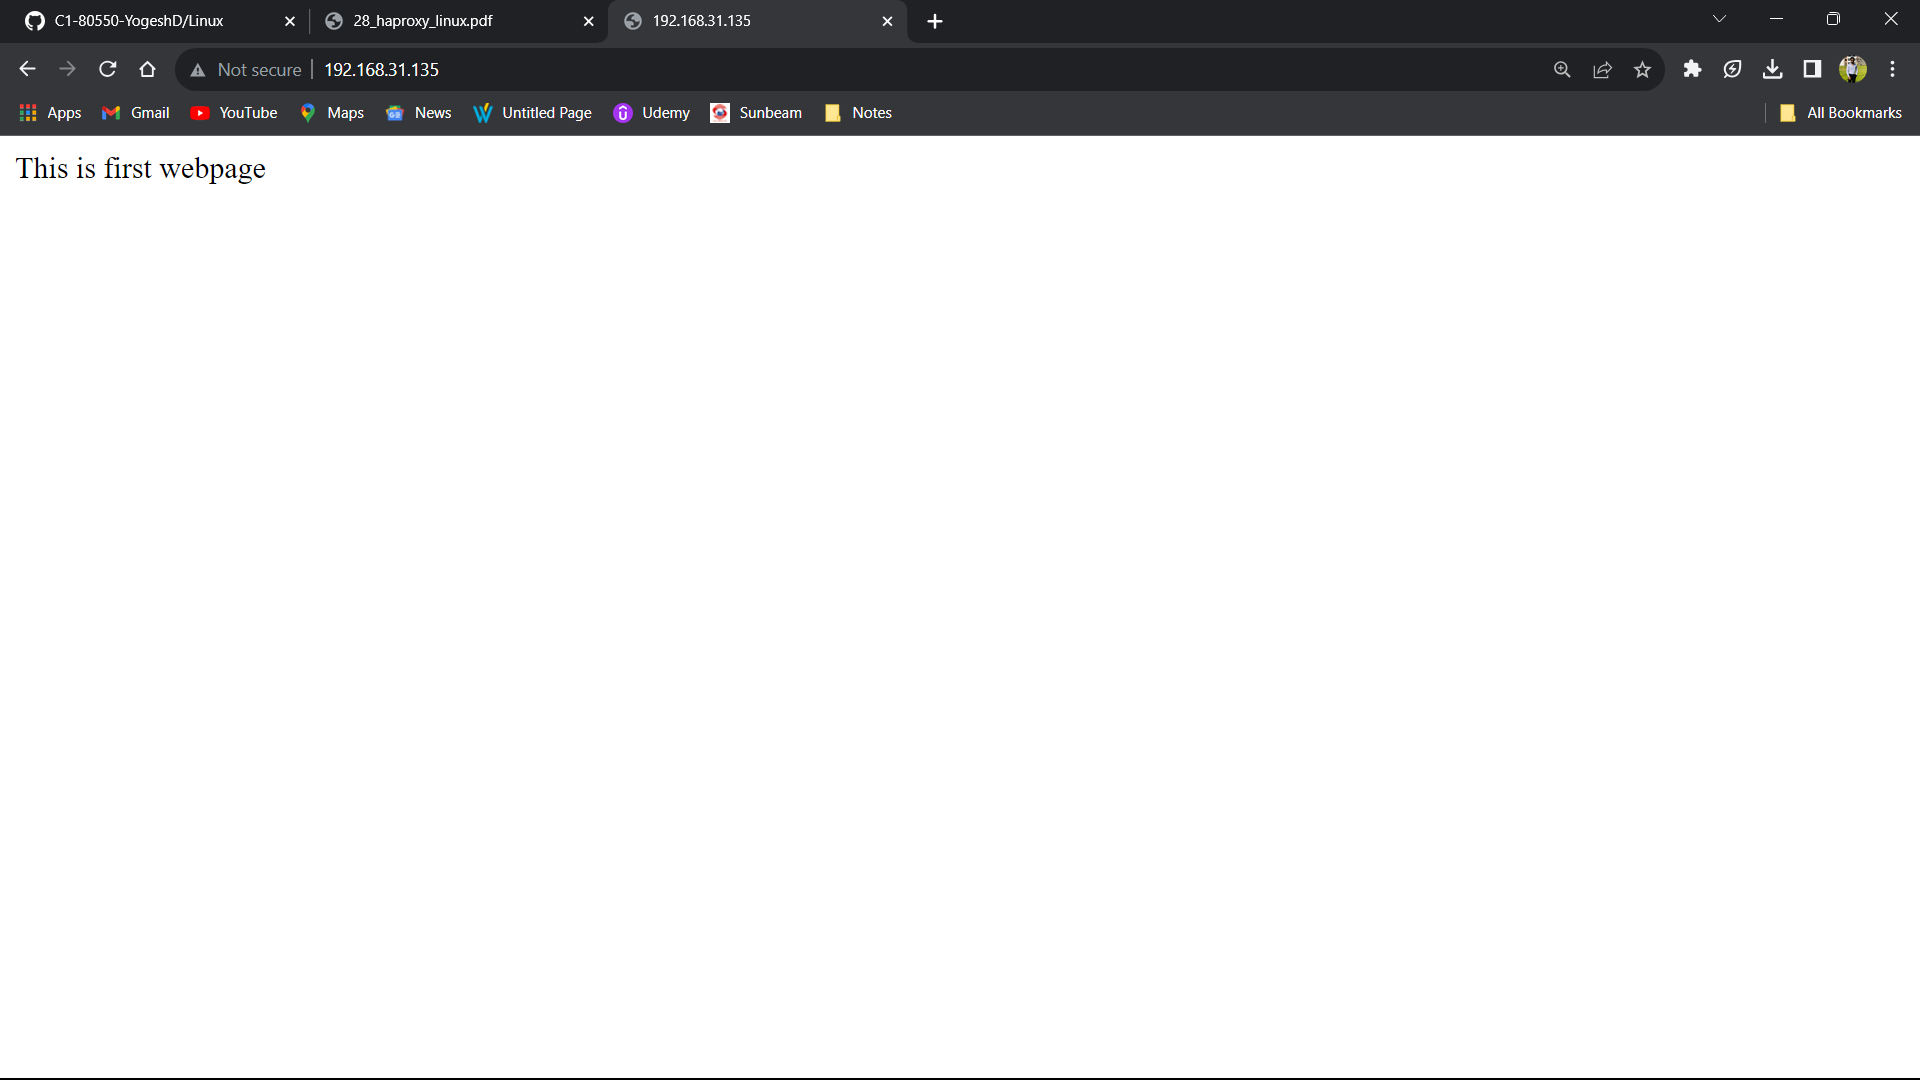 C1-80550-YogeshD/Linux
28_haproxy_linux.pdf
192.168.31.135
Not secure
192.168.31.135
Apps
Gmail
YouTube
Maps
News
Untitled Page
Udemy
Sunbeam
Notes
All Bookmarks
This is first webpage